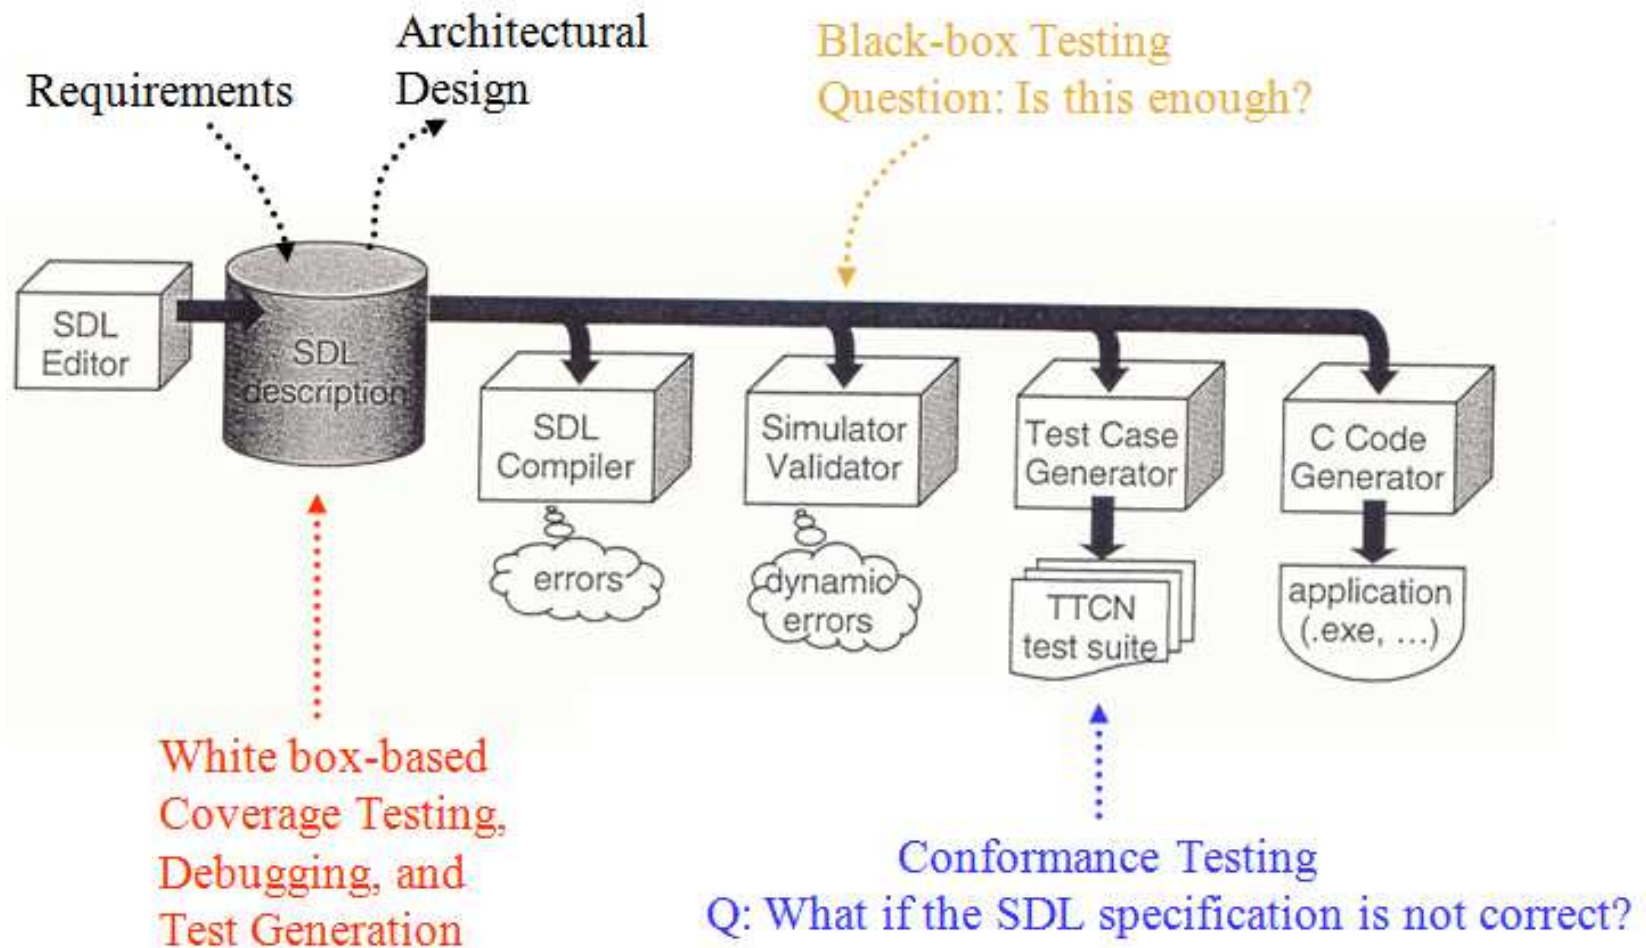 Requirements
Architectural
Design
Black-box Testing
Question: Is this enough?
SDL
Editor
SDL
description
SDL
Compiler
Simulator
Validator
Test Case
Generator
C Code
Generator
errors
dynamic
errors
TTCN
test suite
application
(.exe, ...)
White box-based
Coverage Testing,
Debugging, and
Test Generation
Conformance Testing
Q: What if the SDL specification is not correct?